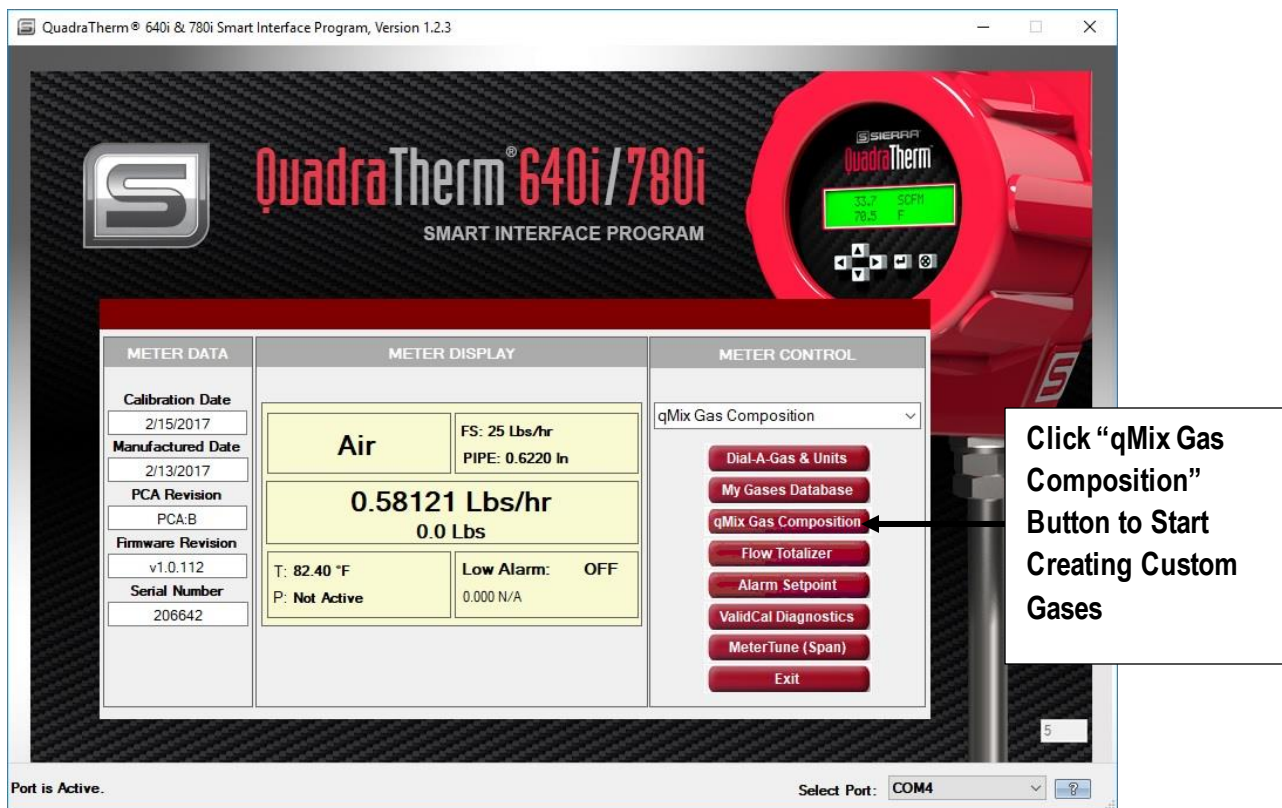 QuadraTherm® 640i & 780i Smart Interface Program, Version 1.2.3
S
QuadraTherm® 640i/780i
SMART INTERFACE PROGRAM
S SIERRA
QuadraTherm
33.7 SCFM
70.5 F
METER DATA
Calibration Date
2/15/2017
Manufactured Date
2/13/2017
PCA Revision
PCA:B
Firmware Revision
v1.0.112
Serial Number
206642
METER DISPLAY
Air
FS: 25 Lbs/hr
PIPE: 0.6220 In
0.58121 Lbs/hr
0.0 Lbs
T: 82.40 °F
P: Not Active
Low Alarm: OFF
0.000 N/A
METER CONTROL
qMix Gas Composition
Dial-A-Gas & Units
My Gases Database
qMix Gas Composition
Flow Totalizer
Alarm Setpoint
ValidCal Diagnostics
MeterTune (Span)
Exit
Click “qMix Gas
Composition”
Button to Start
Creating Custom
Gases
S
5
Port is Active.
Select Port: COM4
?